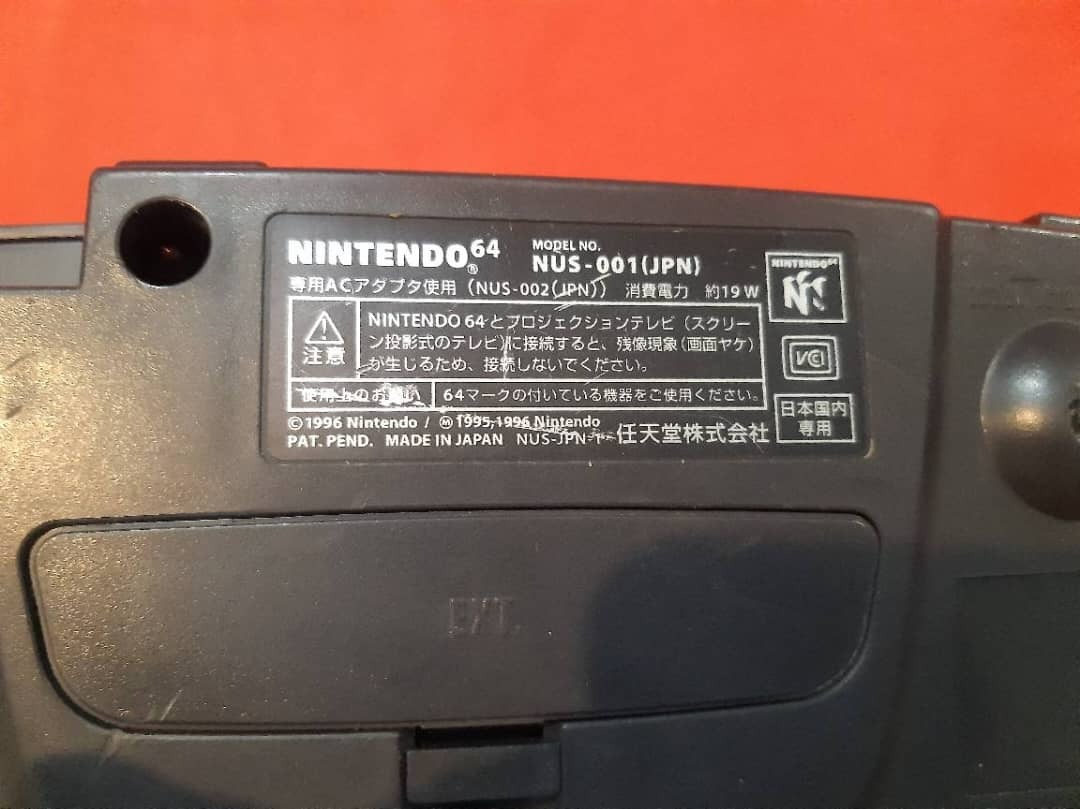 NINTENDO64®
MODEL NO.
NUS-001(JPN)
専用ACアダプタ使用（NUS-002(JPN)） 消費電力 約19W
注意
NINTENDO 64とプロジェクションテレビ（スクリー
ン投影式のテレビ)に接続すると、残像現象(画面ヤケ)
が生じるため、接続しないでください。
使用上のお願い
64マークの付いている機器をご使用ください。
©1996 Nintendo / Ⓜ 1995,1996 Nintendo
PAT. PEND. MADE IN JAPAN NUS-JPN-1 任天堂株式会社
NINTENDO64
VCI
日本国内
専用
EXT.